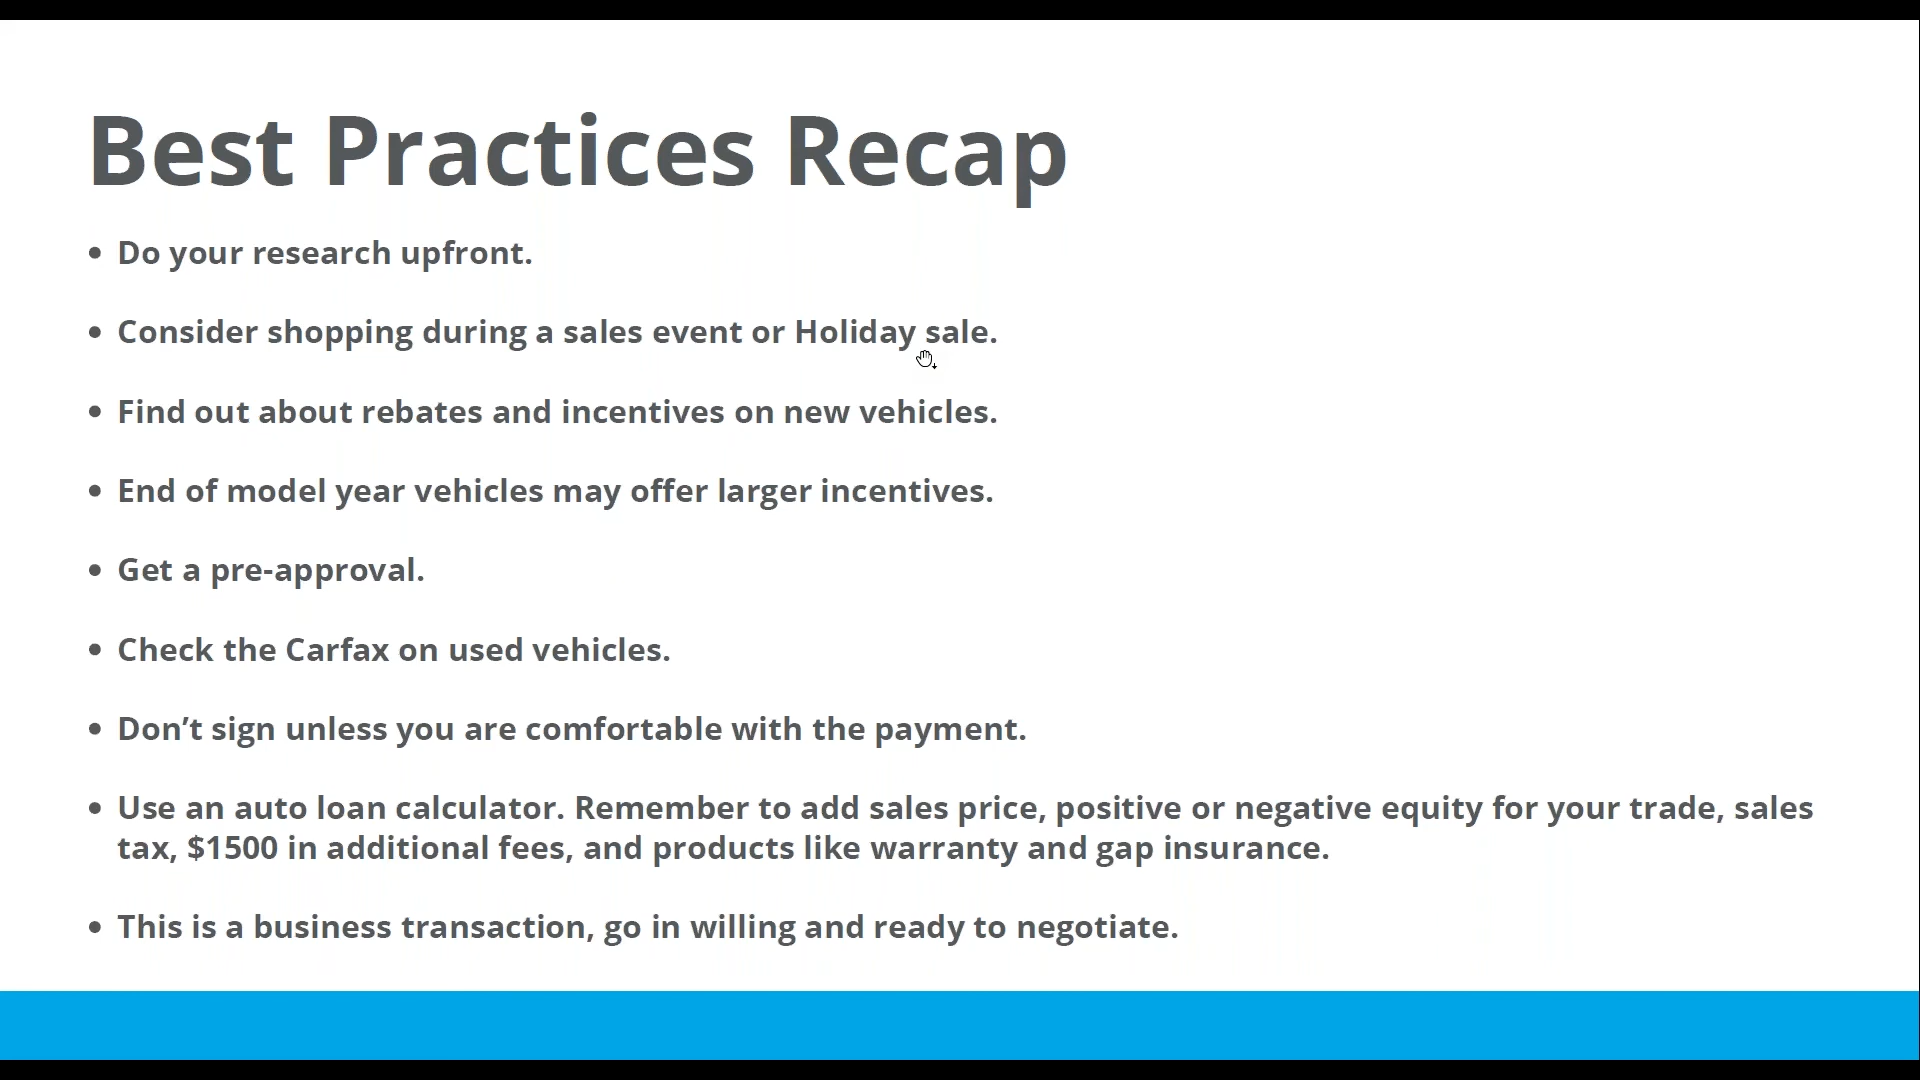 Best Practices Recap
• Do your research upfront.
• Consider shopping during a sales event or Holiday sale.
• Find out about rebates and incentives on new vehicles.
• End of model year vehicles may offer larger incentives.
• Get a pre-approval.
• Check the Carfax on used vehicles.
• Don’t sign unless you are comfortable with the payment.
• Use an auto loan calculator. Remember to add sales price, positive or negative equity for your trade, sales
tax, $1500 in additional fees, and products like warranty and gap insurance.
• This is a business transaction, go in willing and ready to negotiate.